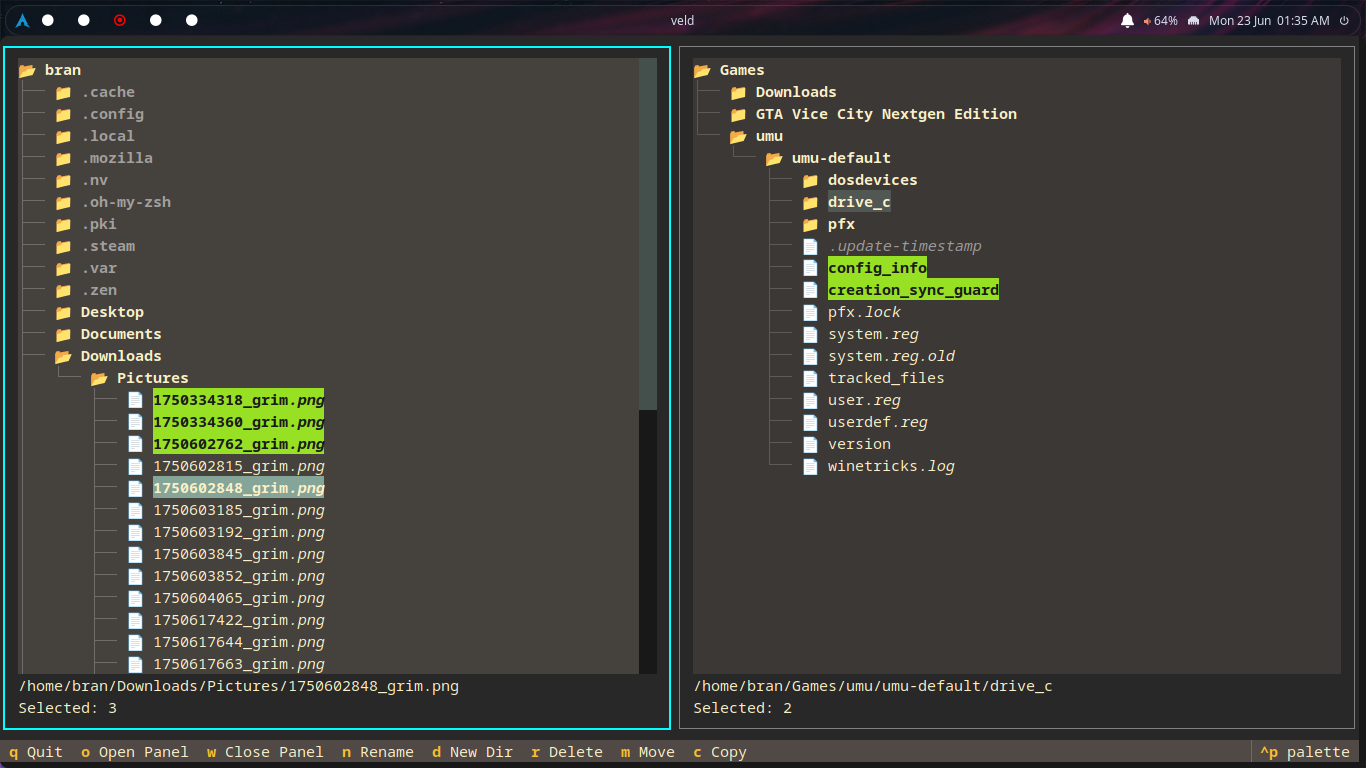 veld
64% Mon 23 Jun 01:35 AM
bran
.cache
.config
.local
.mozilla
.nv
.oh-my-zsh
.pki
.steam
.var
.zen
Desktop
Documents
Downloads
Pictures
1750334318_grim.png
1750334360_grim.png
1750602762_grim.png
1750602815_grim.png
1750602848_grim.png
1750603185_grim.png
1750603192_grim.png
1750603845_grim.png
1750603852_grim.png
1750604065_grim.png
1750617422_grim.png
1750617644_grim.png
1750617663_grim.png
/home/bran/Downloads/Pictures/1750602848_grim.png
Selected: 3
Games
Downloads
GTA Vice City Nextgen Edition
umu
umu-default
dosdevices
drive_c
pfx
.update-timestamp
config_info
creation_sync_guard
pfx.lock
system.reg
system.reg.old
tracked_files
user.reg
userdef.reg
version
winetricks.log
/home/bran/Games/umu/umu-default/drive_c
Selected: 2
q Quit o Open Panel w Close Panel n Rename d New Dir r Delete m Move c Copy ^p palette